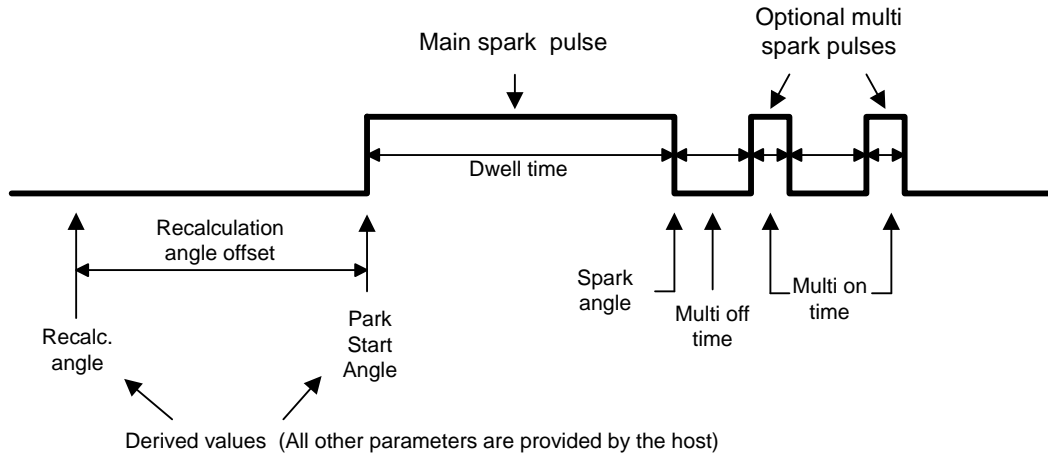 Main spark pulse
Optional multi
spark pulses
Dwell time
Recalculation
angle offset
Recalc.
angle
Park
Start
Angle
Spark
angle
Multi off
time
Multi on
time
Derived values (All other parameters are provided by the host)